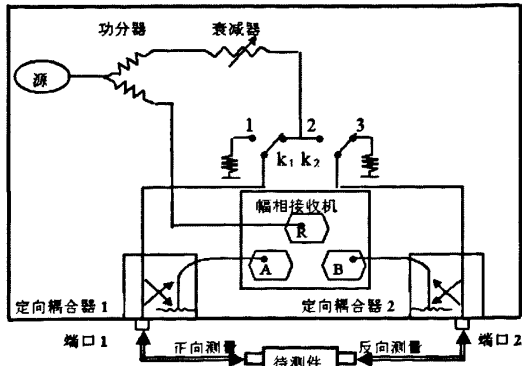 功分器
衰减器
源
1
2
3
k1 k2
幅相接收机
R
A
B
定向耦合器1
定向耦合器2
端口1
正向测量
待测件
反向测量
端口2